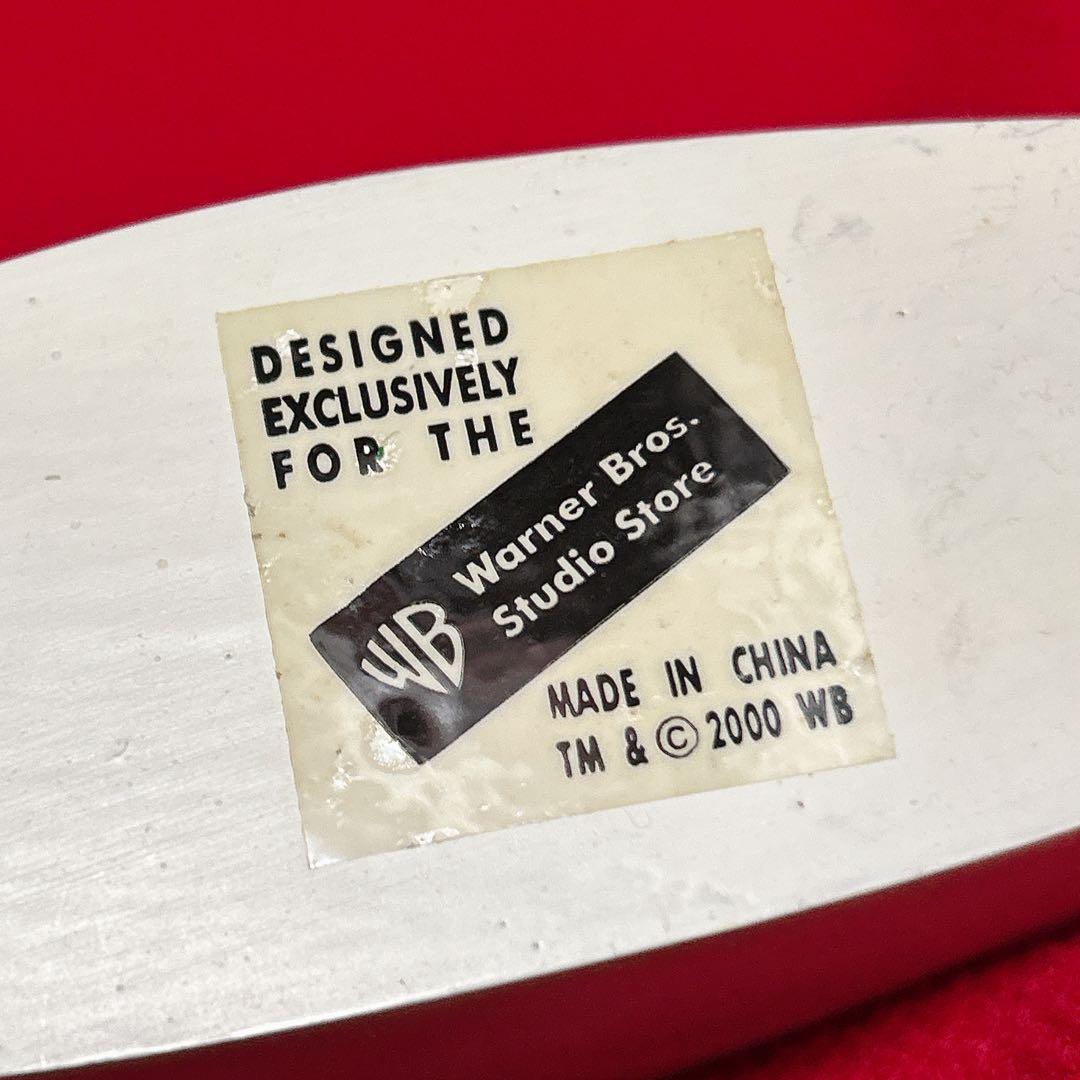 DESIGNED
EXCLUSIVELY
FOR THE
WB
Warner Bros.
Studio Store
MADE IN CHINA
TM & © 2000 WB